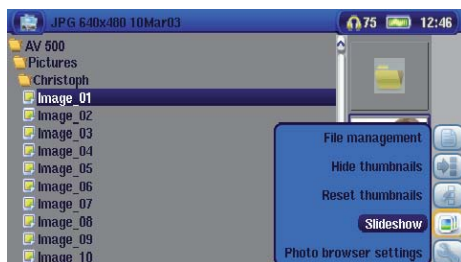 JPG 640x480 10Mar03 75 12:46
AV 500
Pictures
Christoph
Image_01
Image_02
Image_03
Image_04
Image_05
Image_06
Image_07
Image_08
Image_09
Image_10
File management
Hide thumbnails
Reset thumbnails
Slideshow
Photo browser settings